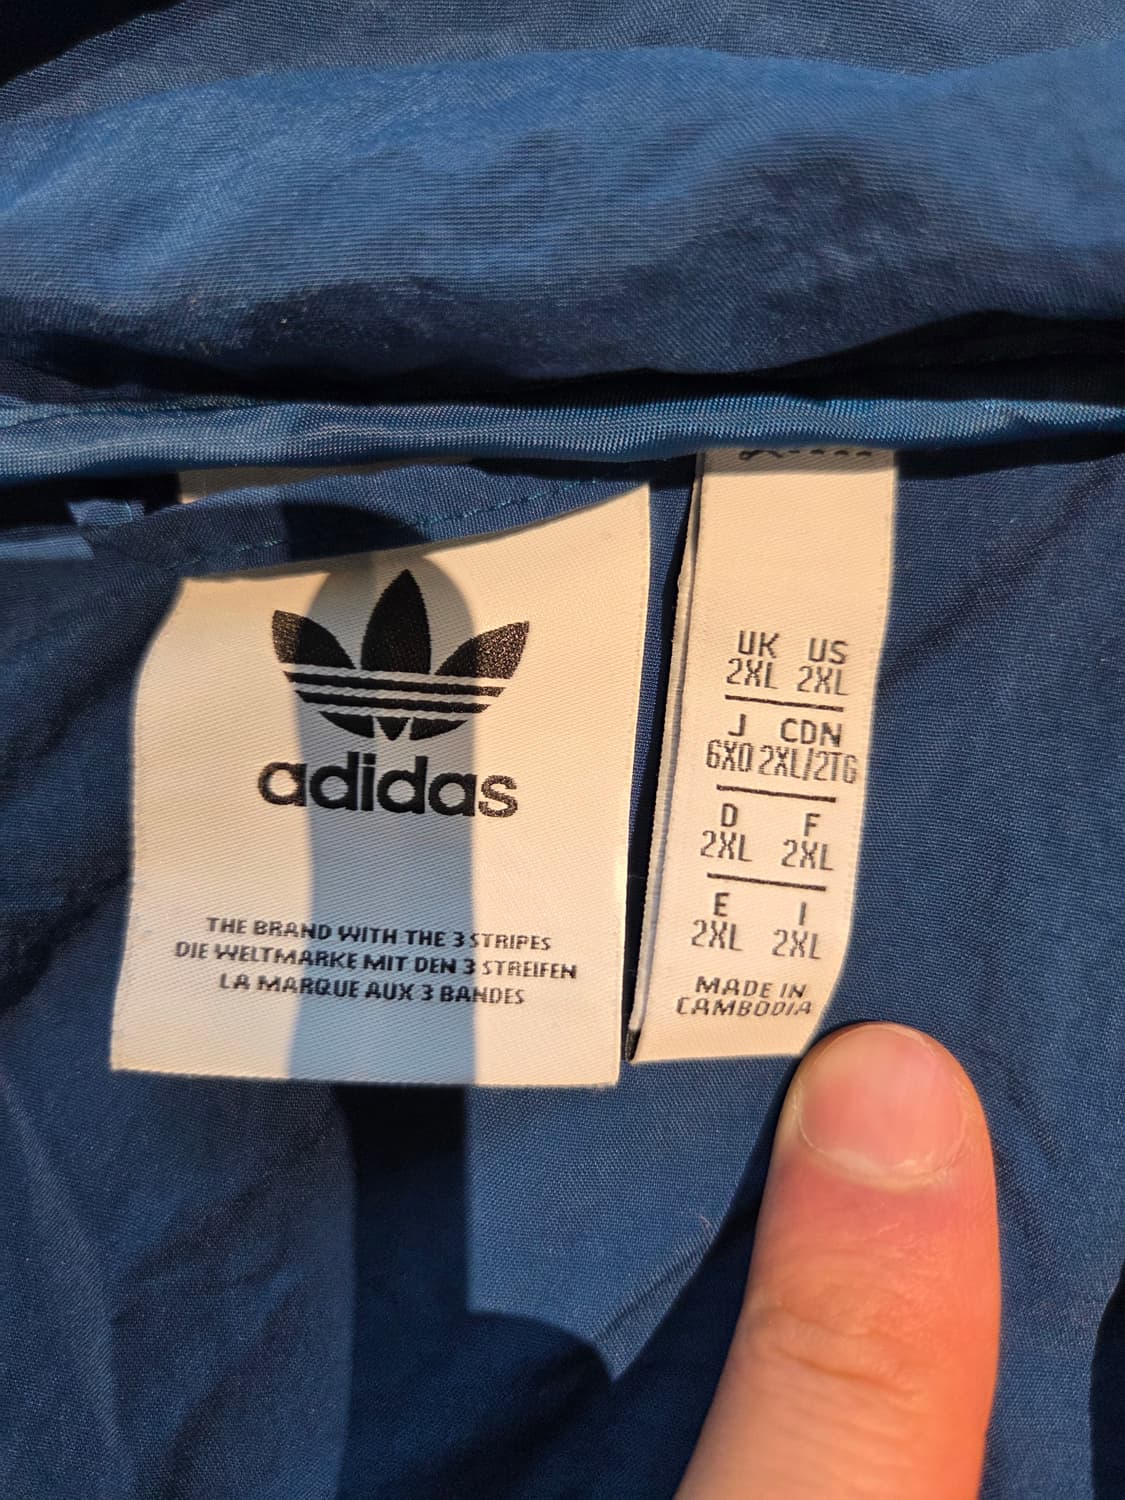 adidas
THE BRAND WITH THE 3 STRIPES
DIE WELTMARKE MIT DEN 3 STREIFEN
LA MARQUE AUX 3 BANDES
UK US
2XL 2XL
J CDN
6XO 2XL/2TG
D F
2XL 2XL
E I
2XL 2XL
MADE IN
CAMBODIA